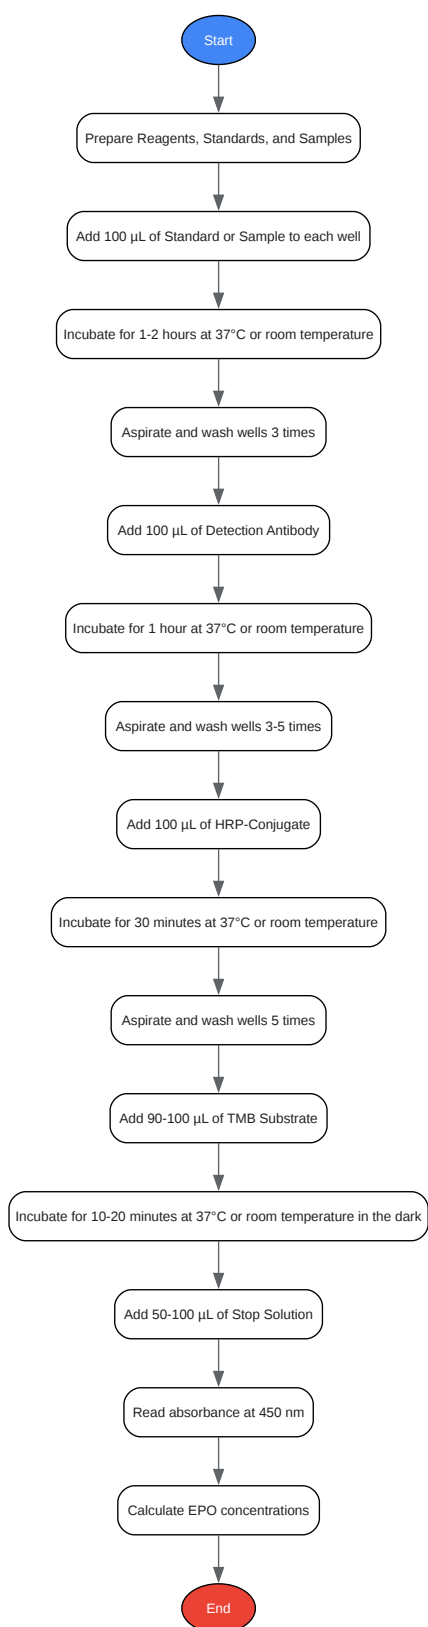 Start
Prepare Reagents, Standards, and Samples
Add 100 µL of Standard or Sample to each well
Incubate for 1-2 hours at 37°C or room temperature
Aspirate and wash wells 3 times
Add 100 µL of Detection Antibody
Incubate for 1 hour at 37°C or room temperature
Aspirate and wash wells 3-5 times
Add 100 µL of HRP-Conjugate
Incubate for 30 minutes at 37°C or room temperature
Aspirate and wash wells 5 times
Add 90-100 µL of TMB Substrate
Incubate for 10-20 minutes at 37°C or room temperature in the dark
Add 50-100 µL of Stop Solution
Read absorbance at 450 nm
Calculate EPO concentrations
End